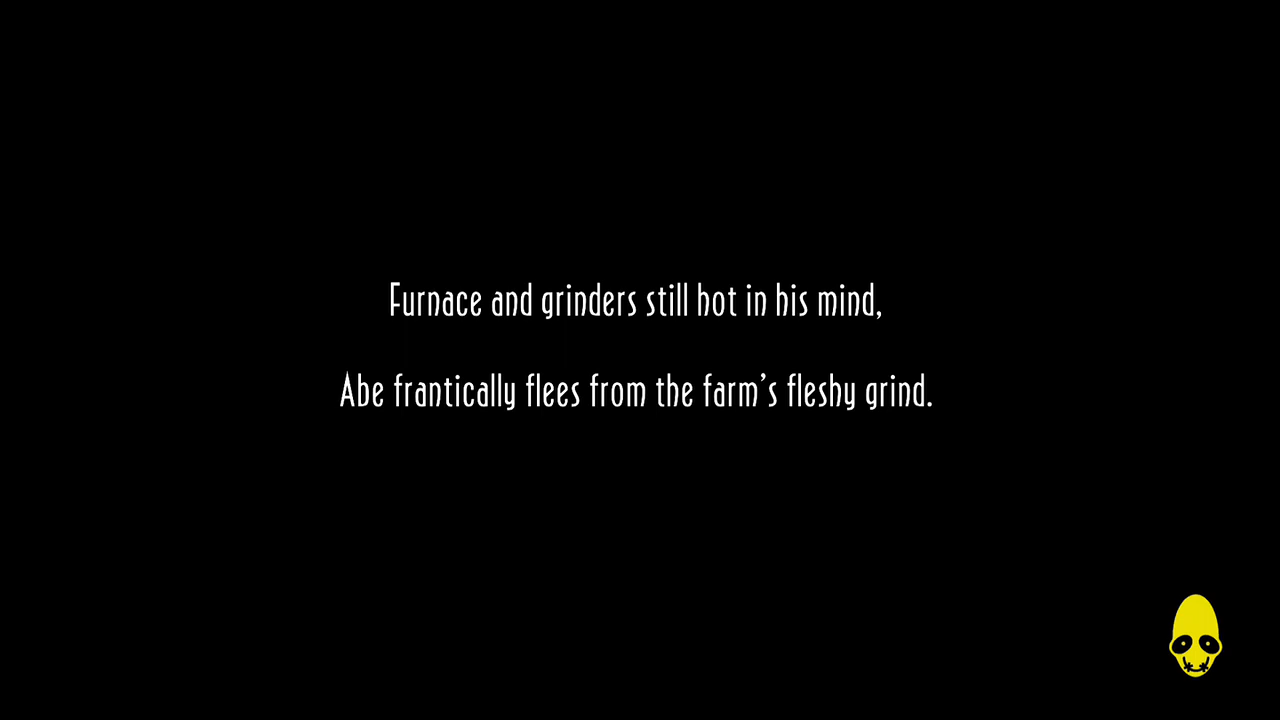 Furnace and grinders still hot in his mind,
Abe frantically flees from the farm’s fleshy grind.